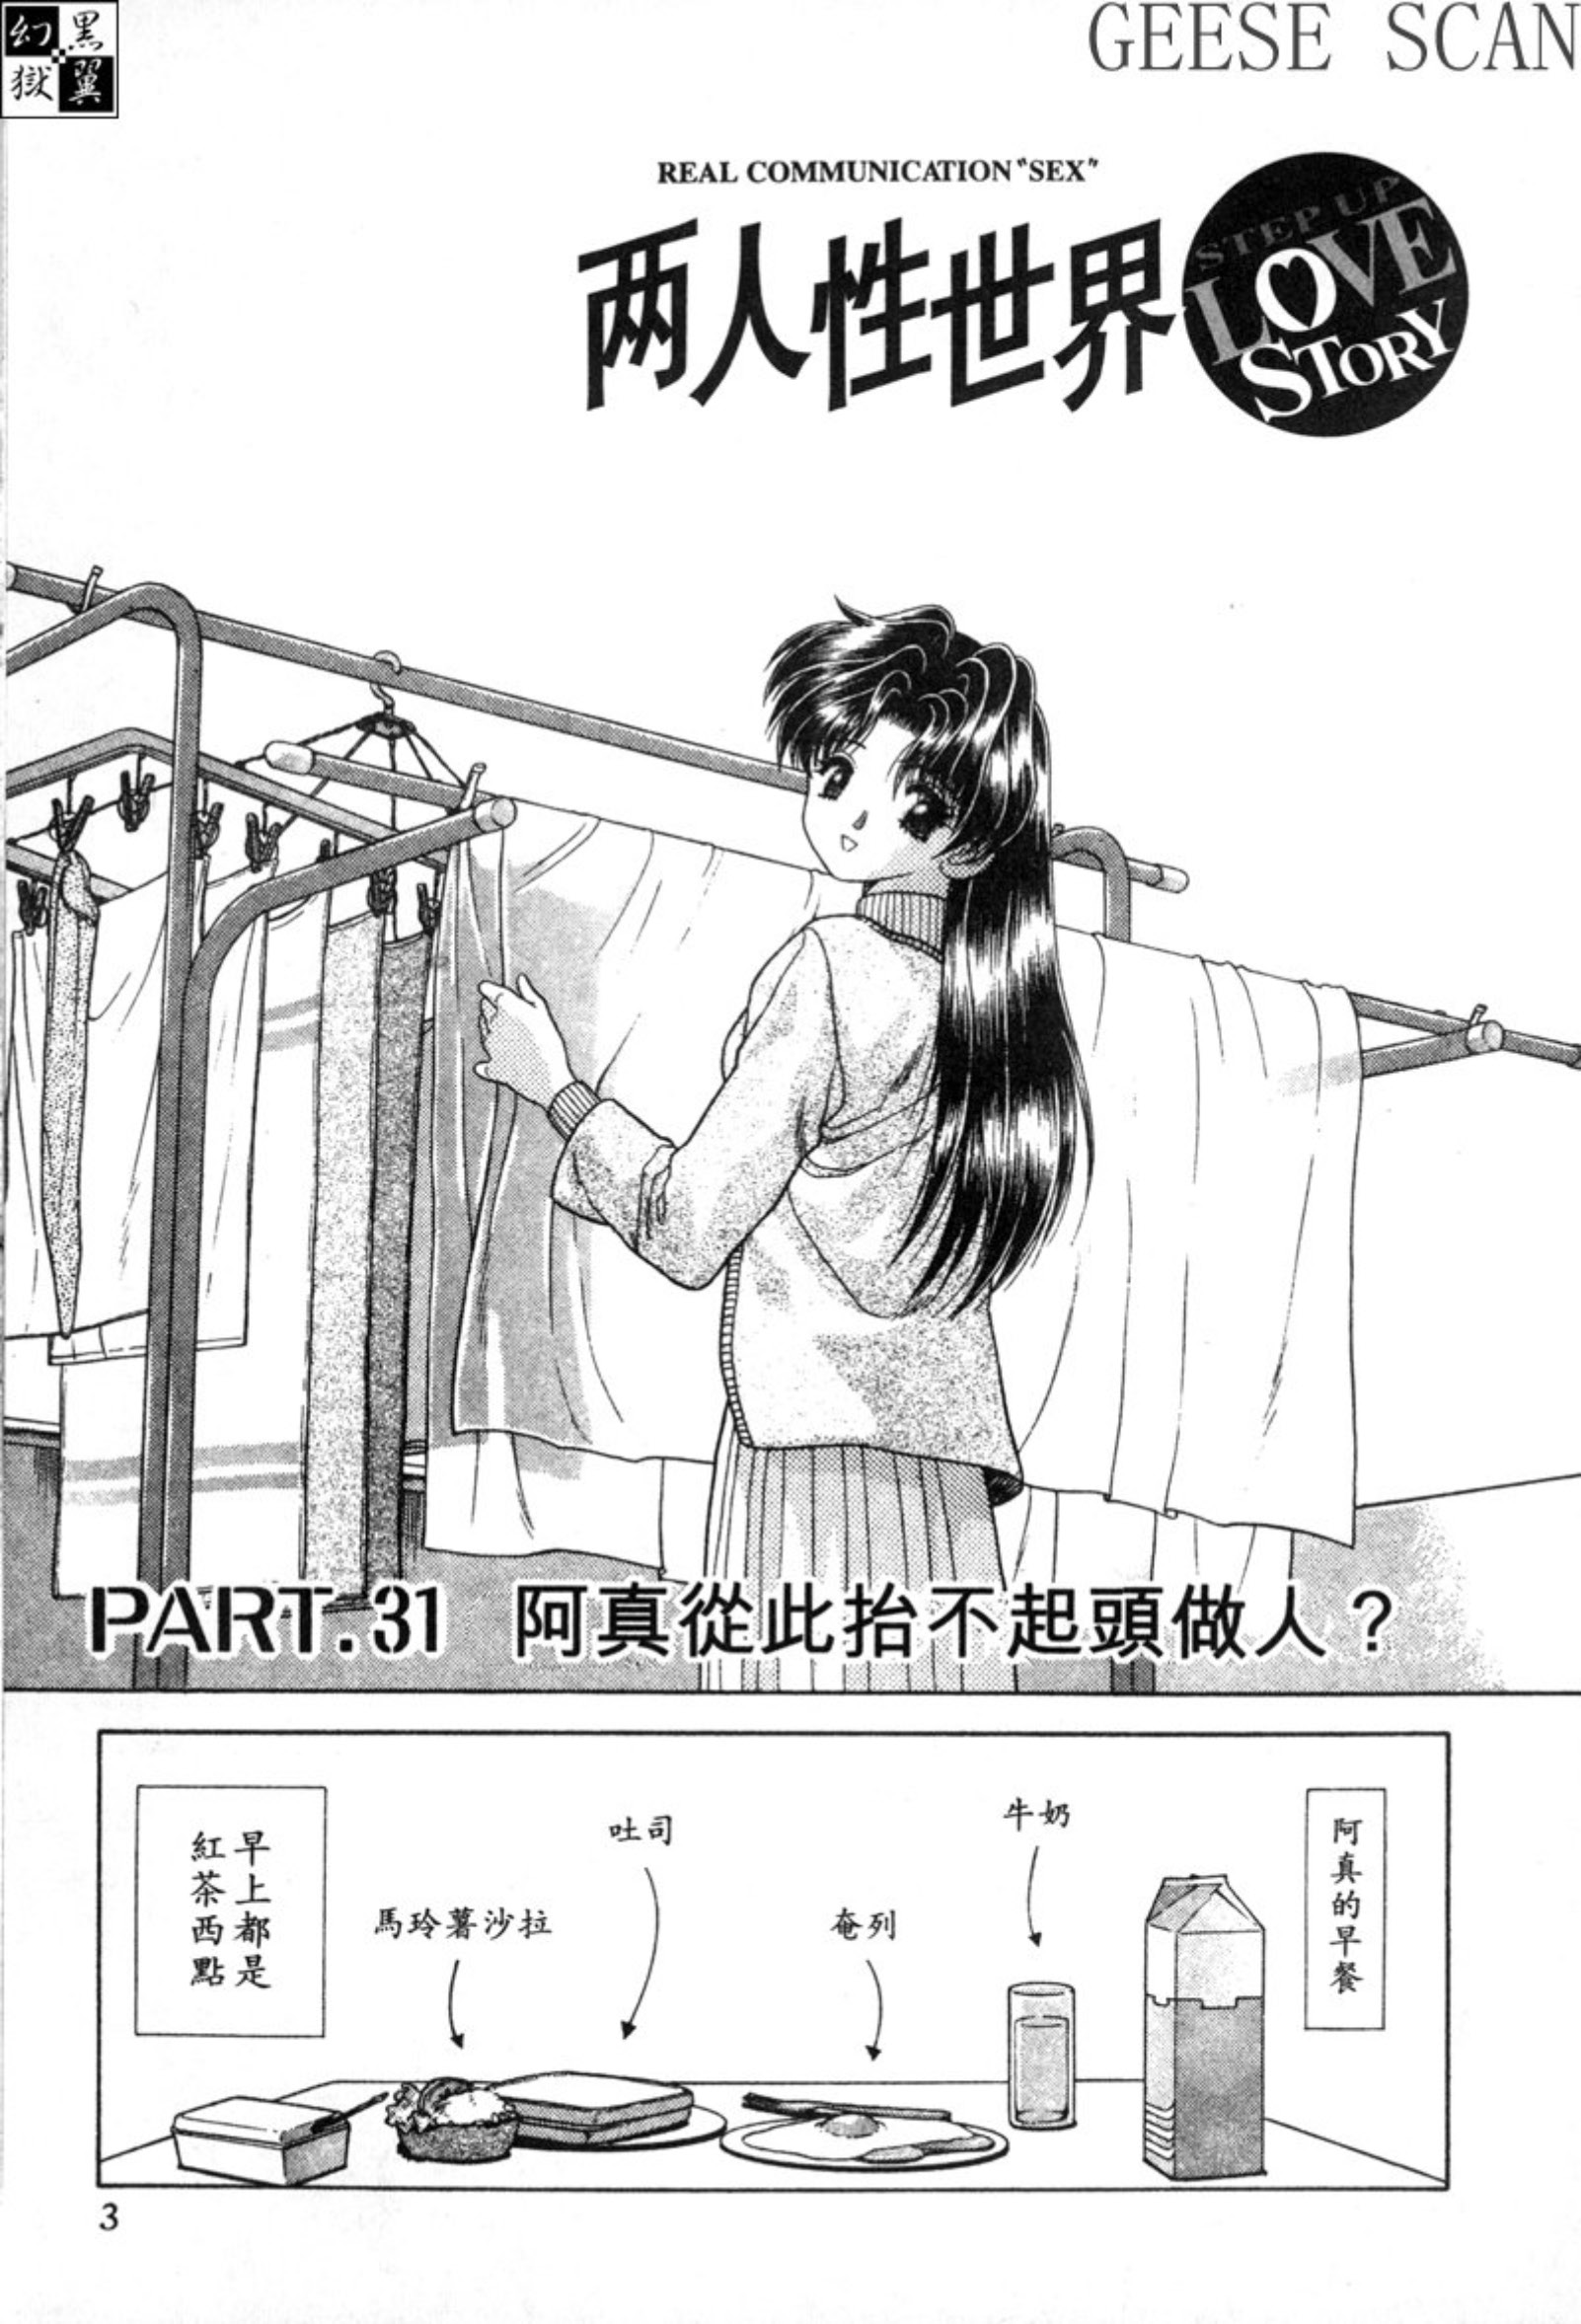 幻黑
獄翼
GEESE SCAN
REAL COMMUNICATION "SEX"
两人性世界
STEP UP
LOVE
STORY
PART.31 阿真從此抬不起頭做人？
阿真的早餐
牛奶
奄列
吐司
馬玲薯沙拉
早上都是
紅茶西點
3